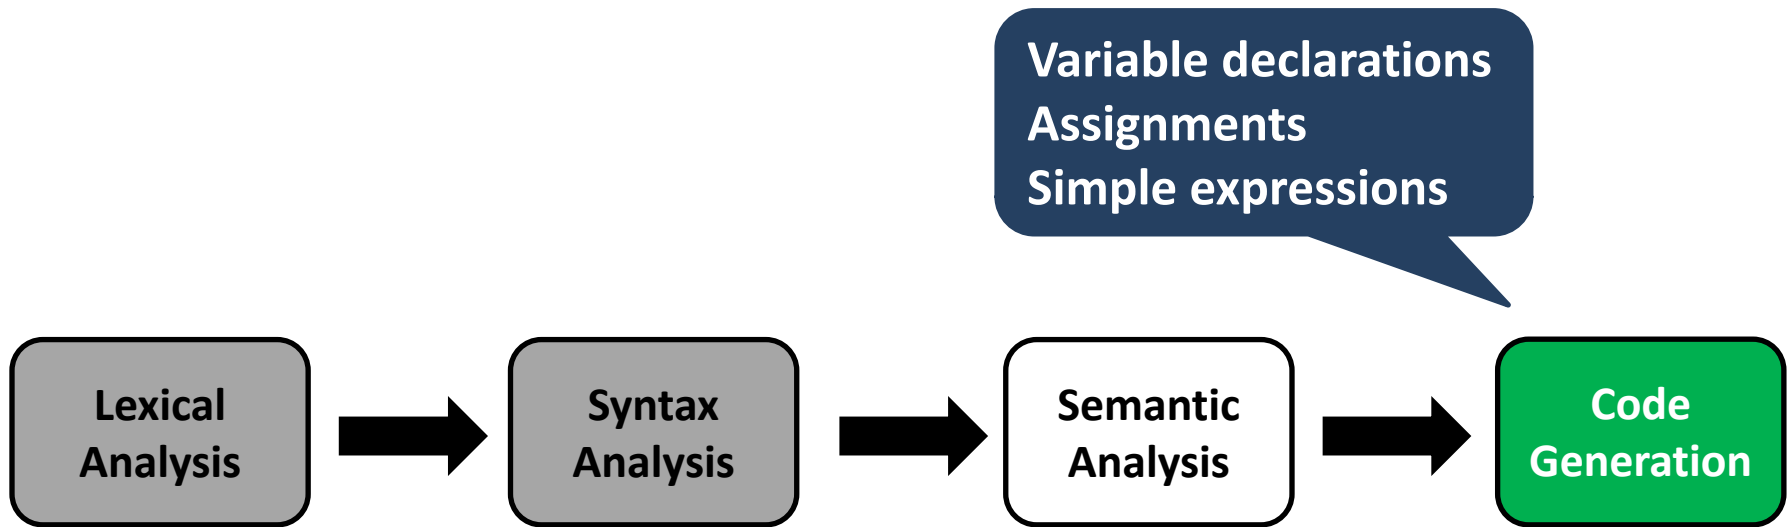 Variable declarations
Assignments
Simple expressions
Lexical
Analysis
Syntax
Analysis
Semantic
Analysis
Code
Generation